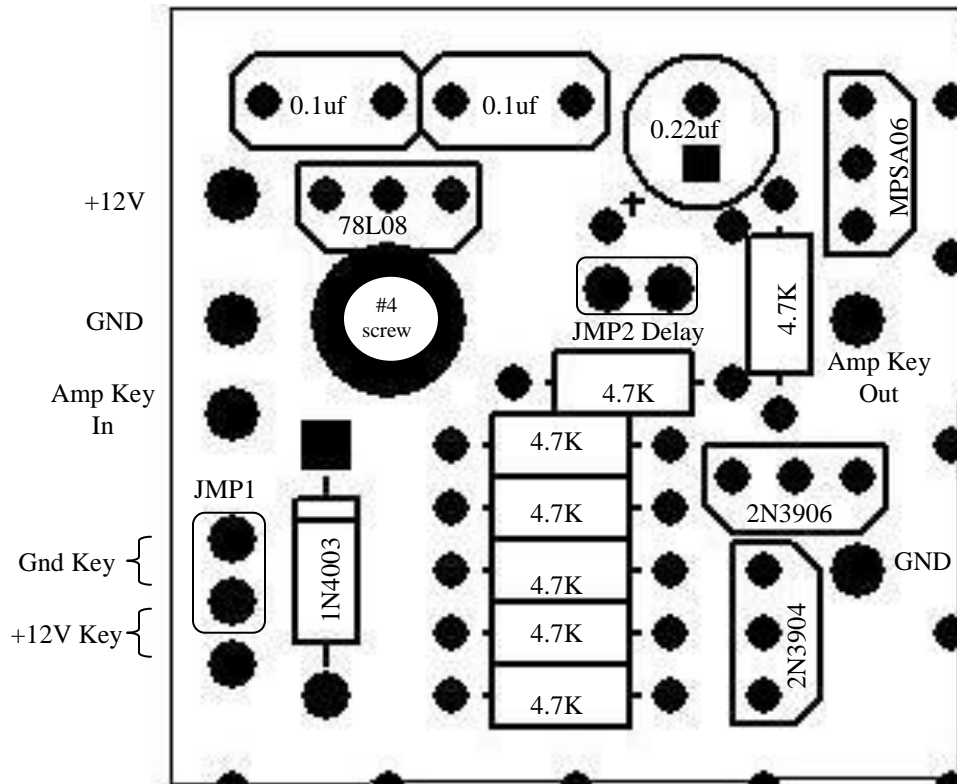 0.1uf
0.1uf
0.22uf
MPSA06
+12V
78L08
+
GND
#4
screw
JMP2 Delay
4.7K
Amp Key
Out
Amp Key
In
4.7K
4.7K
JMP1
4.7K
2N3906
Gnd Key
1N4003
4.7K
GND
+12V Key
4.7K
2N3904
4.7K